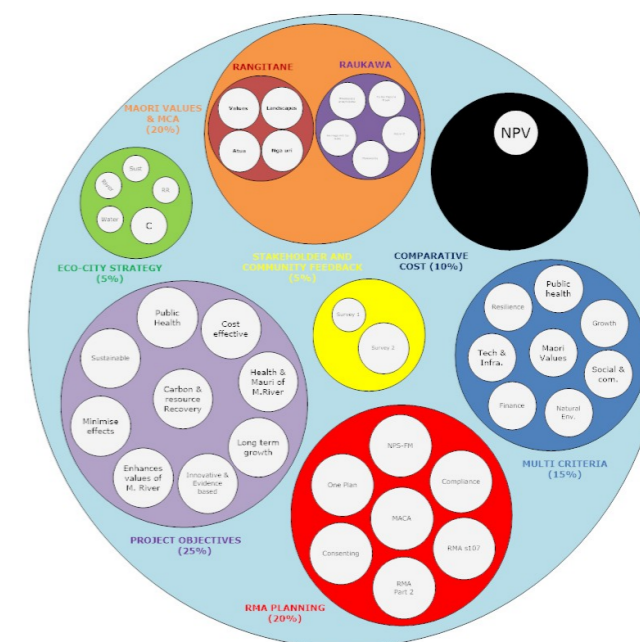 RANGITANE
RAUKAWA
Values
Landscapes
Atua
Nga uri
MAORI VALUES
& MCA
(20%)
NPV
COMPARATIVE
COST (10%)
River
Sust
RR
Water
C
ECO-CITY STRATEGY
(5%)
STAKEHOLDER AND
COMMUNITY FEEDBACK
(5%)
Survey 1
Survey 2
Public
health
Resilience
Growth
Tech &
Infra.
Maori
Values
Social &
com.
Finance
Natural
Env.
MULTI CRITERIA
(15%)
Public
Health
Cost
effective
Sustainable
Carbon &
resource
Recovery
Health &
Mauri of
M.River
Minimise
effects
Long term
growth
Enhances
values of
M. River
Innovative &
Evidence
based
PROJECT OBJECTIVES
(25%)
NPS-FM
One Plan
Compliance
MACA
Consenting
RMA s107
RMA
Part 2
RMA PLANNING
(20%)